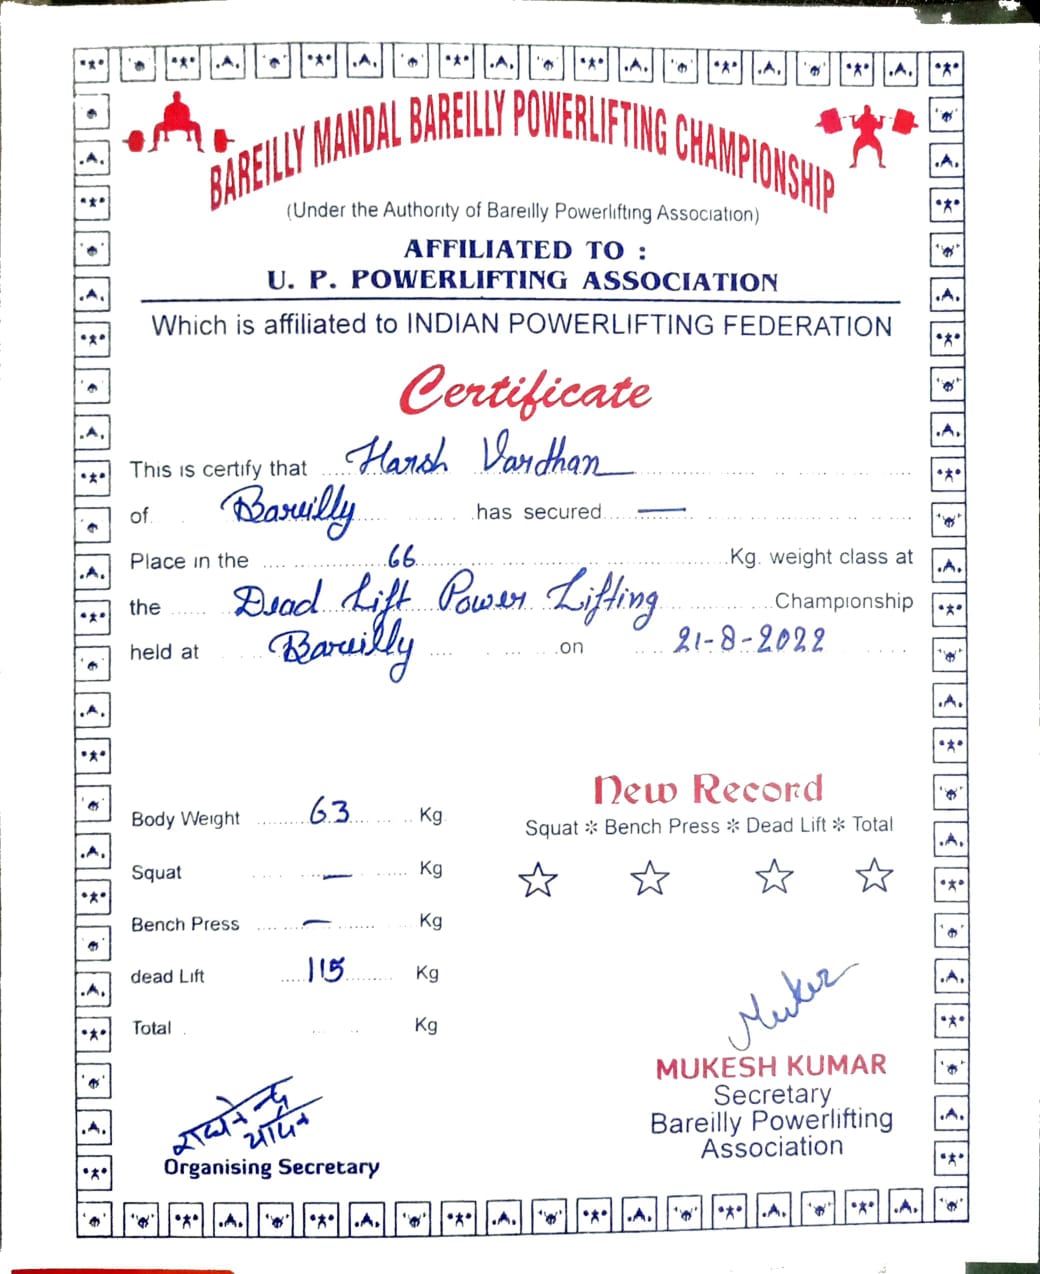 BAREILLY MANDAL BAREILLY POWERLIFTING CHAMPIONSHIP
(Under the Authority of Bareilly Powerlifting Association)
AFFILIATED TO :
U. P. POWERLIFTING ASSOCIATION
Which is affiliated to INDIAN POWERLIFTING FEDERATION
Certificate
This is certify that Harsh Vardhan
of Bareilly has secured —
Place in the 66 Kg. weight class at
the Dead Lift Power Lifting Championship
held at Bareilly on 21-8-2022
New Record
Squat * Bench Press * Dead Lift * Total
Body Weight 63 Kg
Squat — Kg
Bench Press — Kg
dead Lift 115 Kg
Total Kg
MUKESH KUMAR
Secretary
Bareilly Powerlifting
Association
Organising Secretary